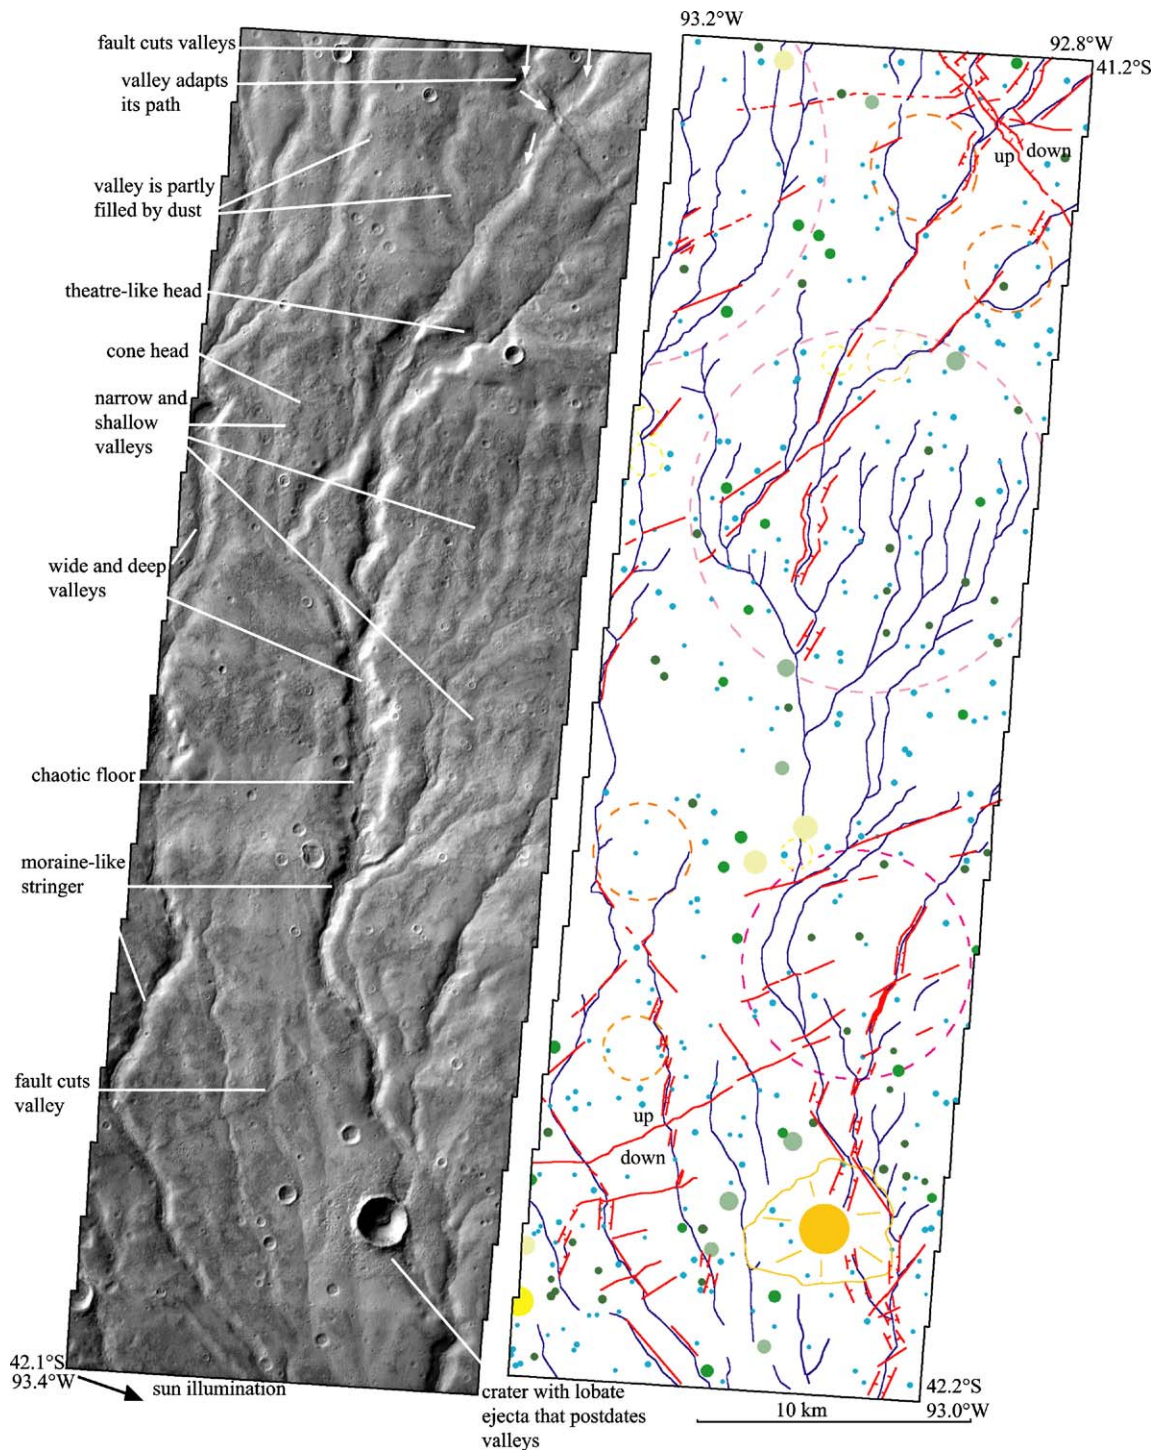 93.2°W
92.8°W
41.2°S
fault cuts valleys
valley adapts
its path
up
down
valley is partly
filled by dust
theatre-like head
cone head
narrow and
shallow
valleys
wide and deep
valleys
chaotic floor
moraine-like
stringer
fault cuts
valley
up
down
42.1°S
93.4°W
sun illumination
crater with lobate
ejecta that postdates
valleys
10 km
42.2°S
93.0°W